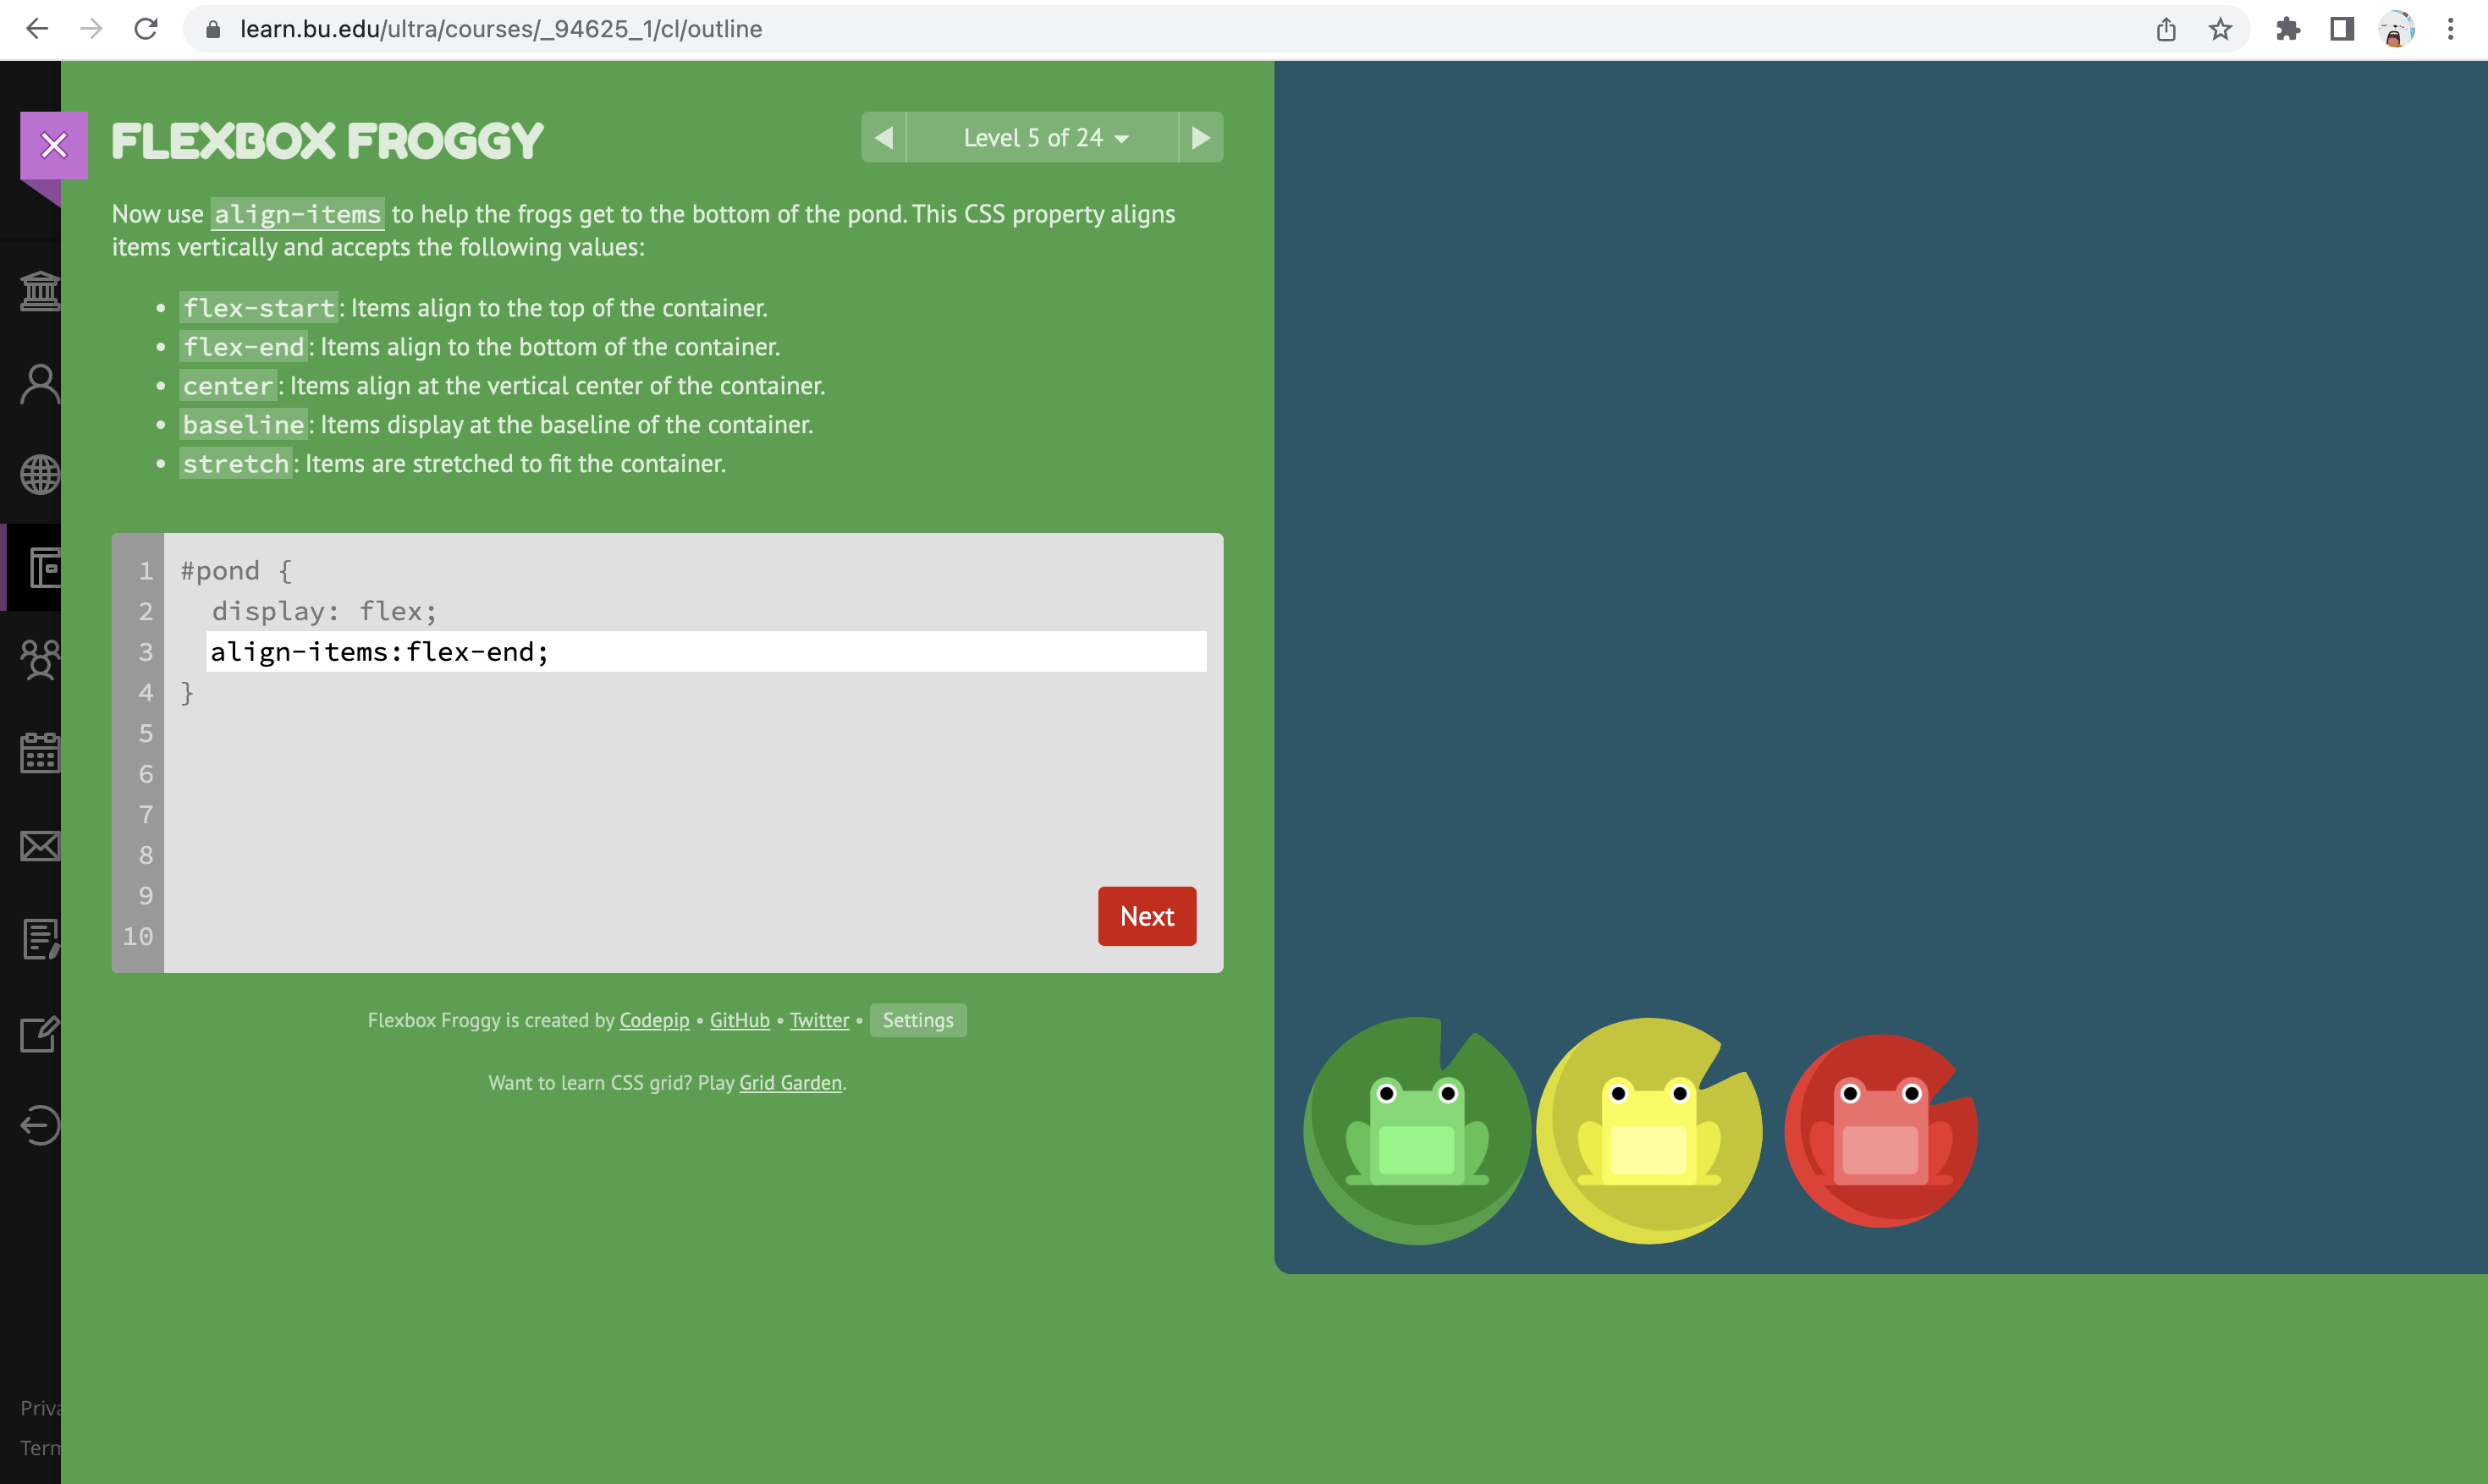 learn.bu.edu/ultra/courses/_94625_1/cl/outline
FLEXBOX FROGGY
Level 5 of 24
Now use align-items to help the frogs get to the bottom of the pond. This CSS property aligns
items vertically and accepts the following values:
• flex-start: Items align to the top of the container.
• flex-end: Items align to the bottom of the container.
• center: Items align at the vertical center of the container.
• baseline: Items display at the baseline of the container.
• stretch: Items are stretched to fit the container.
1 #pond {
2 display: flex;
3 align-items:flex-end;
4 }
5
6
7
8
9
10
Next
Flexbox Froggy is created by Codepip • GitHub • Twitter • Settings
Want to learn CSS grid? Play Grid Garden.
Priva
Term